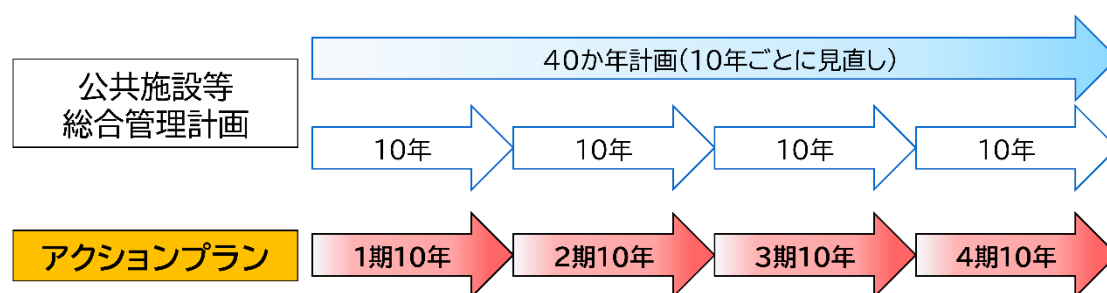 公共施設等
総合管理計画
40か年計画(10年ごとに見直し)
10年
10年
10年
10年
アクションプラン
1期10年
2期10年
3期10年
4期10年